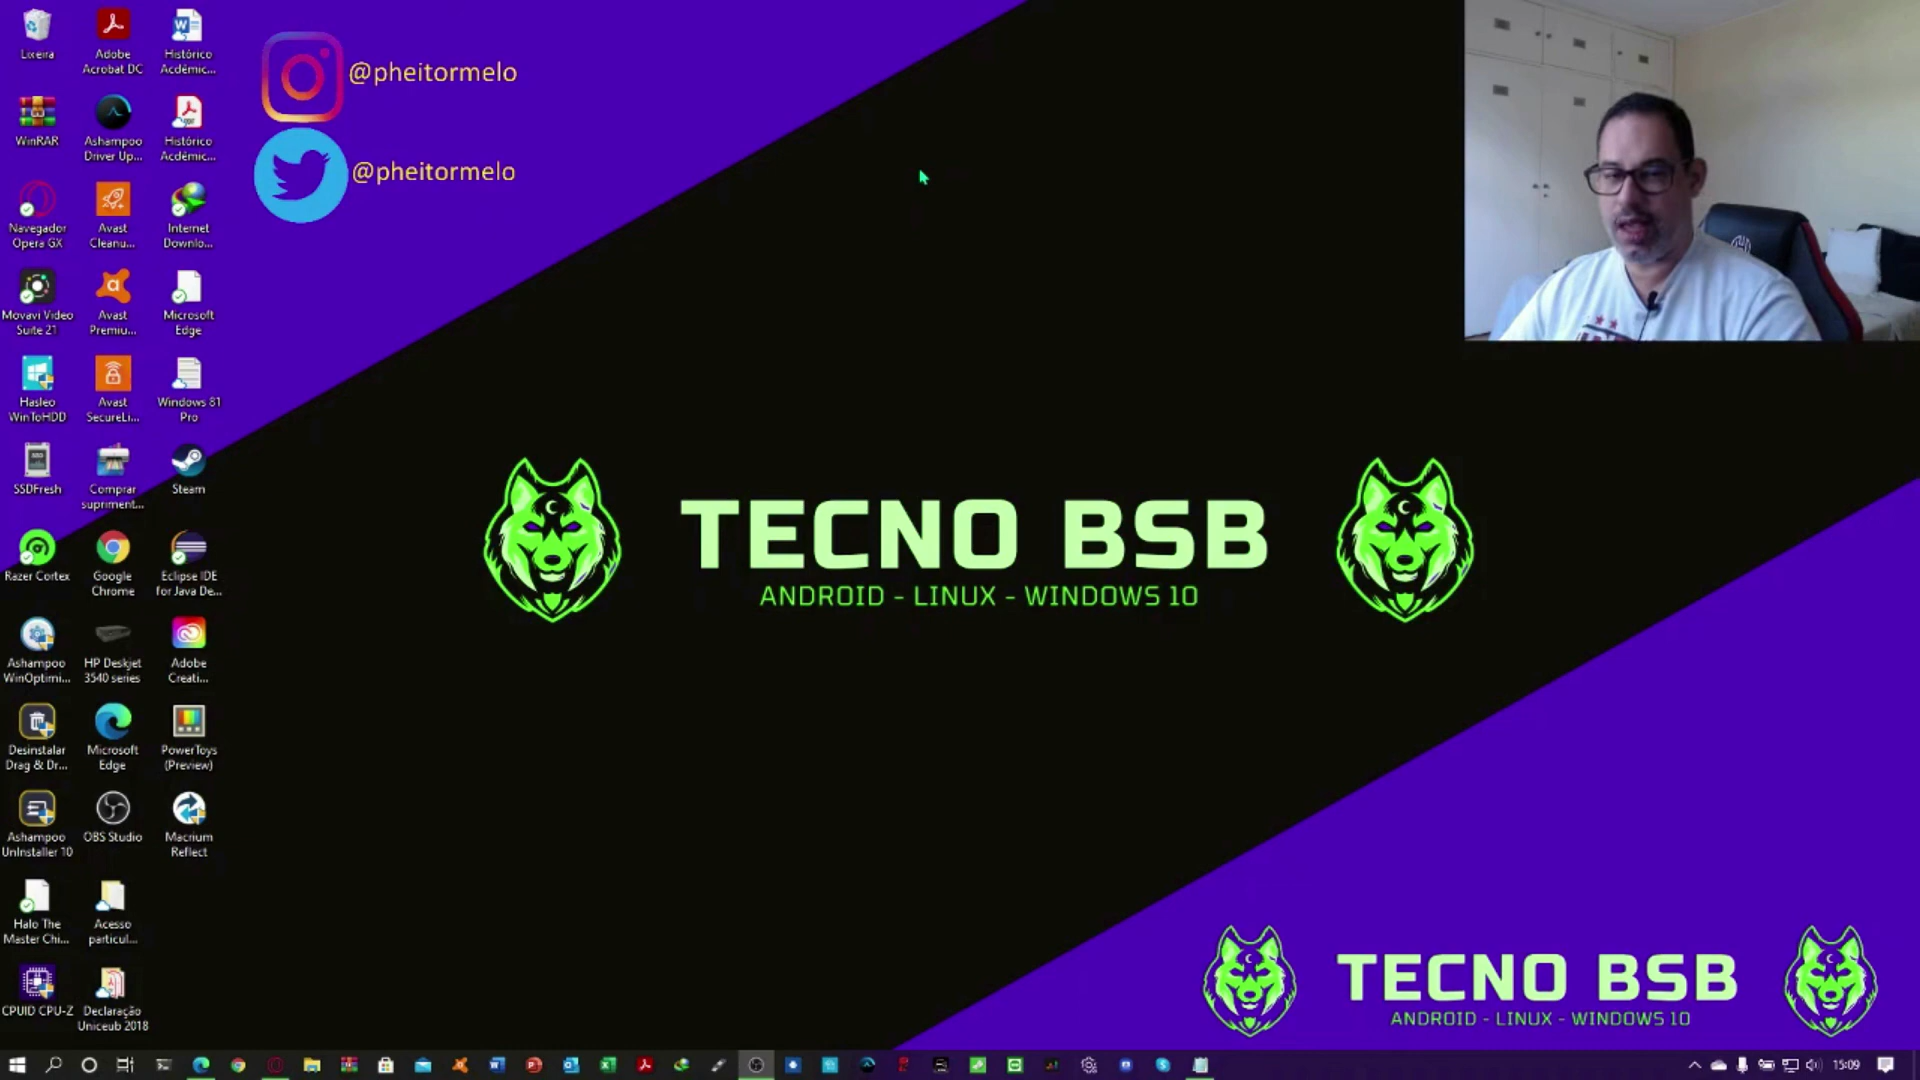 Lixeira
Adobe
Acrobat DC
Histórico
Acdémic...
@pheitormelo
WinRAR
Ashampoo
Driver Up...
Histórico
Acdémic...
@pheitormelo
Navegador
Opera GX
Avast
Cleanu...
Internet
Downlo...
Movavi Video
Suite 21
Avast
Premiu...
Microsoft
Edge
Hasleo
WinToHDD
Avast
SecureLi...
Windows 81
Pro
SSDFresh
Comprar
supriment...
Steam
Razer Cortex
Google
Chrome
Eclipse IDE
for Java De...
TECNO BSB
ANDROID - LINUX - WINDOWS 10
Ashampoo
WinOptimi...
HP Deskjet
3540 series
Adobe
Creati...
Desinstalar
Drag & Dr...
Microsoft
Edge
PowerToys
(Preview)
Ashampoo
UnInstaller 10
OBS Studio
Macrium
Reflect
Halo The
Master Chi...
Acesso
particul...
CPUID CPU-Z
Declaração
Uniceub 2018
TECNO BSB
ANDROID - LINUX - WINDOWS 10
15:09